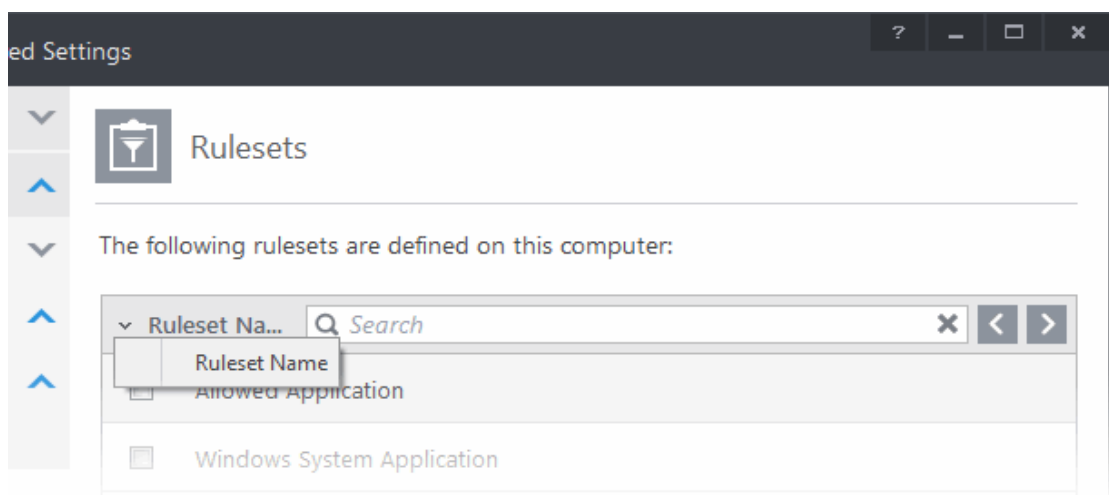 ed Settings
Rulesets
The following rulesets are defined on this computer:
Ruleset Na... Search
Ruleset Name
Allowed Application
Windows System Application